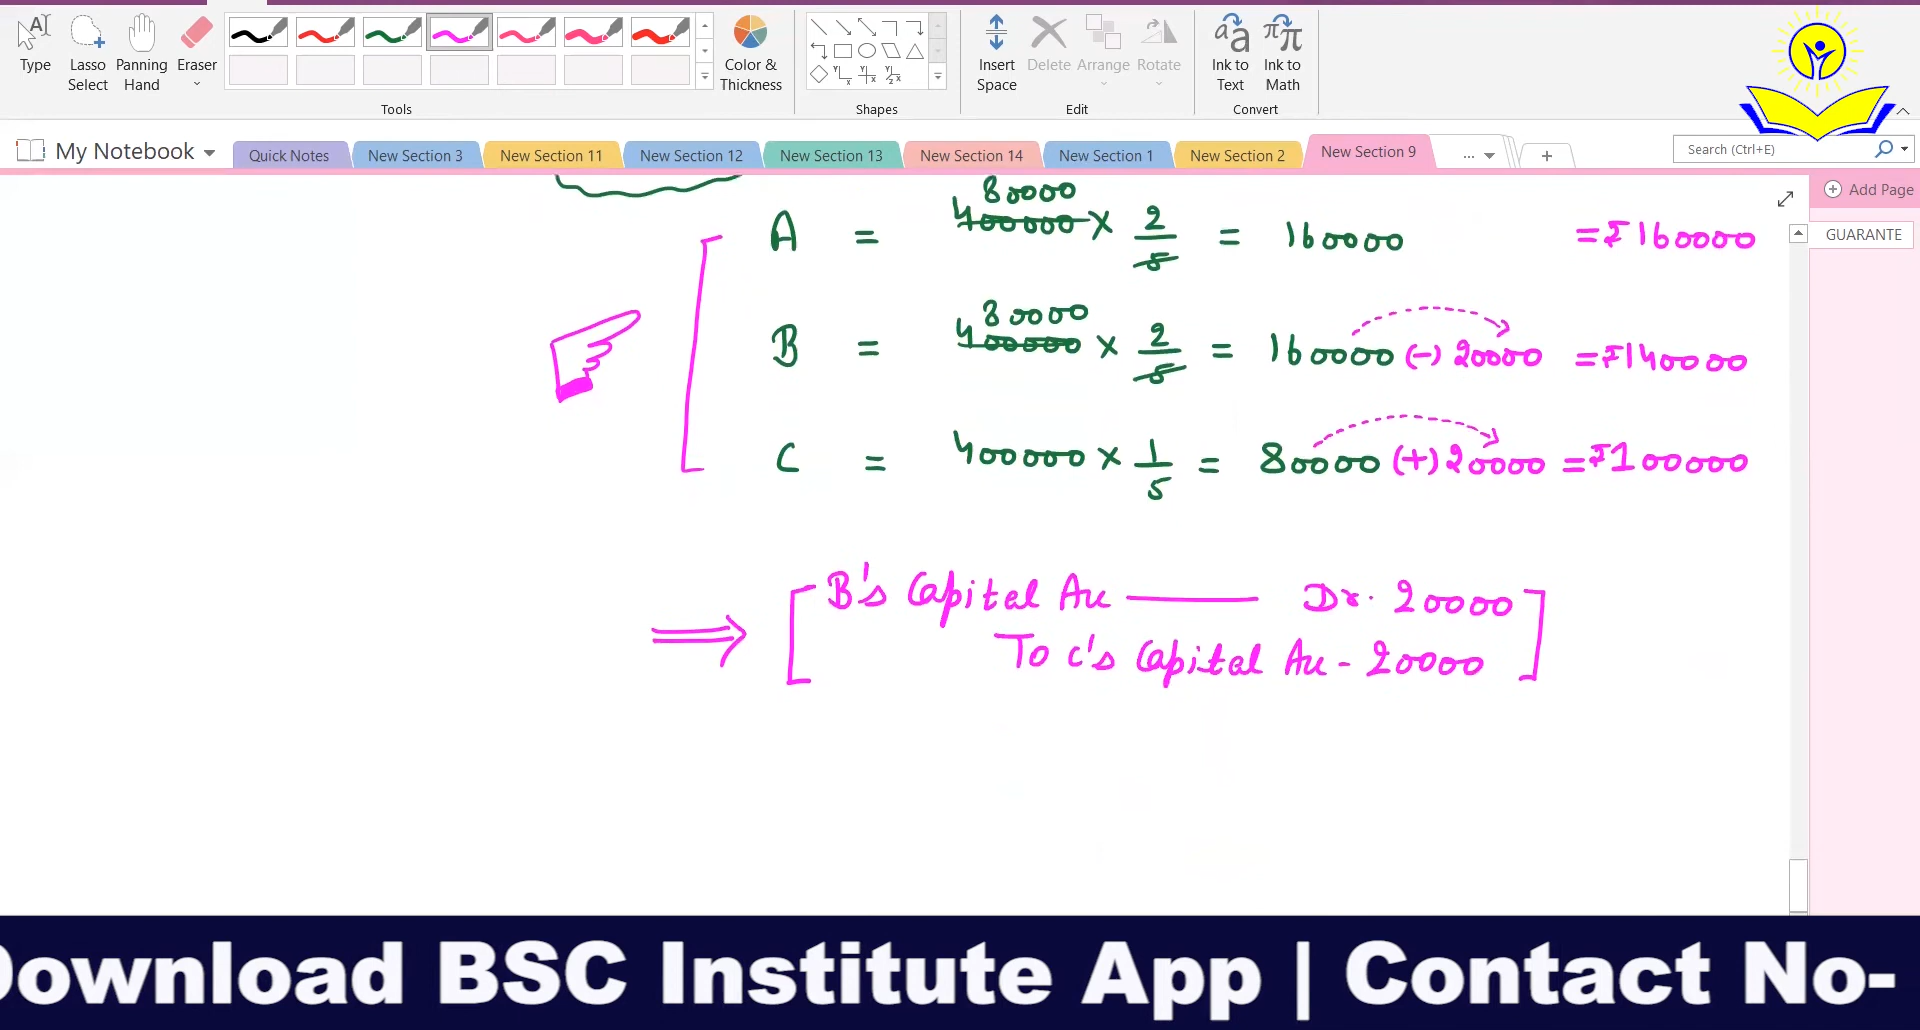 Type
Lasso Select
Panning Hand
Eraser
Color & Thickness
Insert Space
Delete
Arrange
Rotate
Ink to Text
Ink to Math
Tools
Shapes
Edit
Convert
My Notebook
Quick Notes
New Section 3
New Section 11
New Section 12
New Section 13
New Section 14
New Section 1
New Section 2
New Section 9
...
Search (Ctrl+E)
Add Page
GUARANTE
80000
A = 400000 × 2/5 = 160000 = ₹160000
80000
B = 400000 × 2/5 = 160000 (-) 20000 = ₹140000
C = 400000 × 1/5 = 80000 (+) 20000 = ₹100000
B's Capital A/c —— Dr. 20000
To C's Capital A/c - 20000
Download BSC Institute App | Contact No-